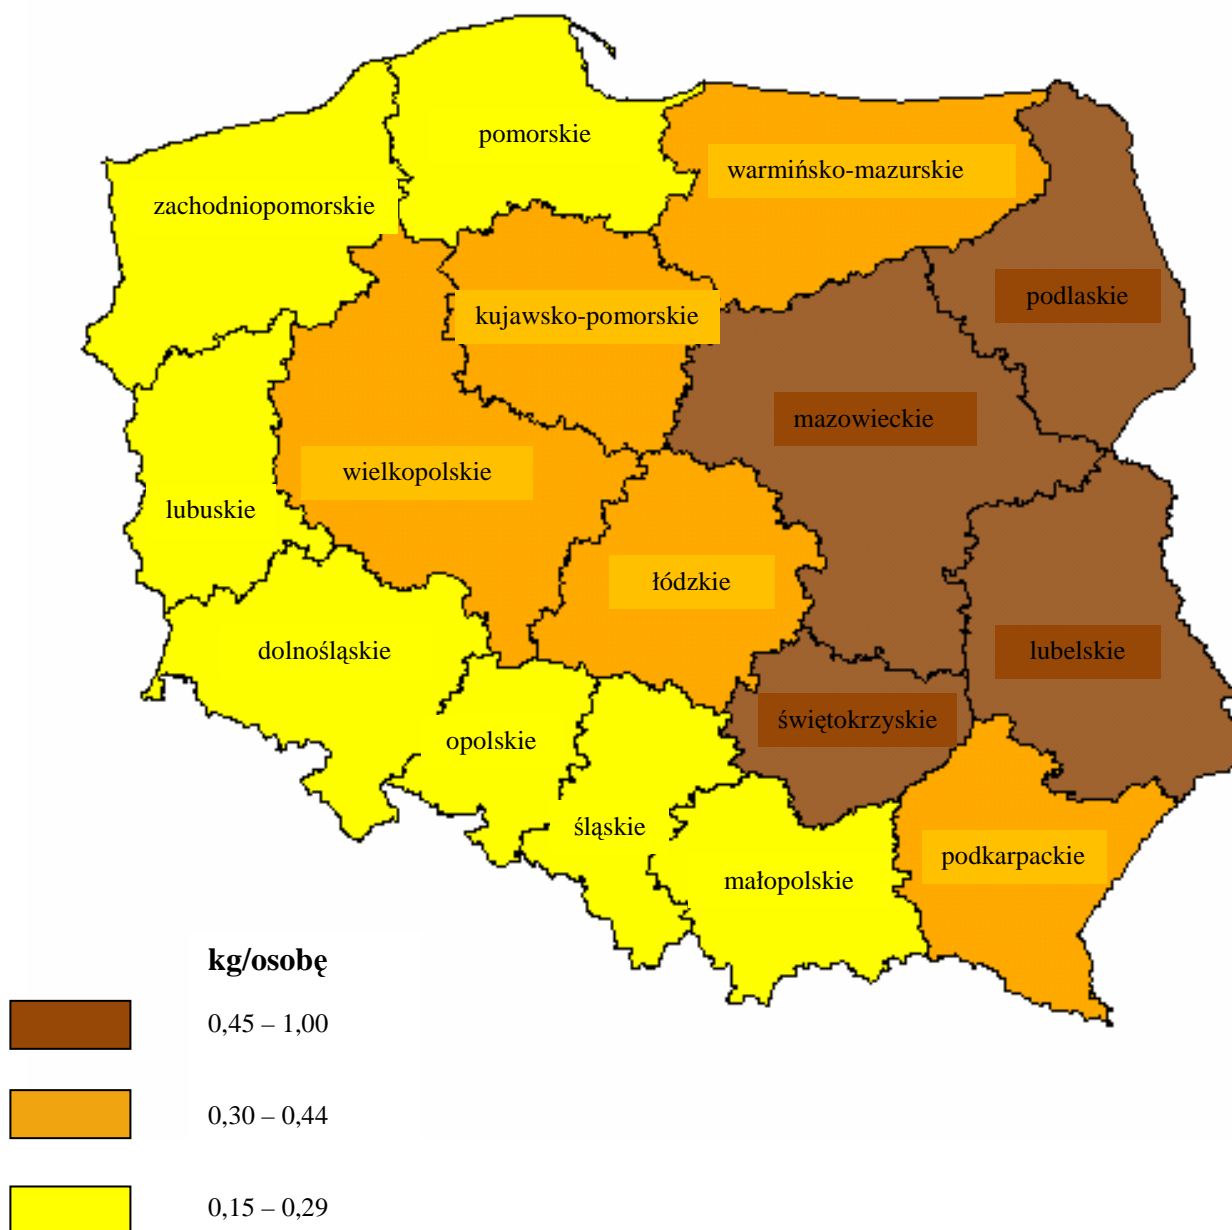 pomorskie
warmińsko-mazurskie
zachodniopomorskie
podlaskie
kujawsko-pomorskie
mazowieckie
wielkopolskie
lubuskie
łódzkie
dolnośląskie
lubelskie
świętokrzyskie
opolskie
śląskie
podkarpackie
małopolskie
kg/osobę
0,45 – 1,00
0,30 – 0,44
0,15 – 0,29